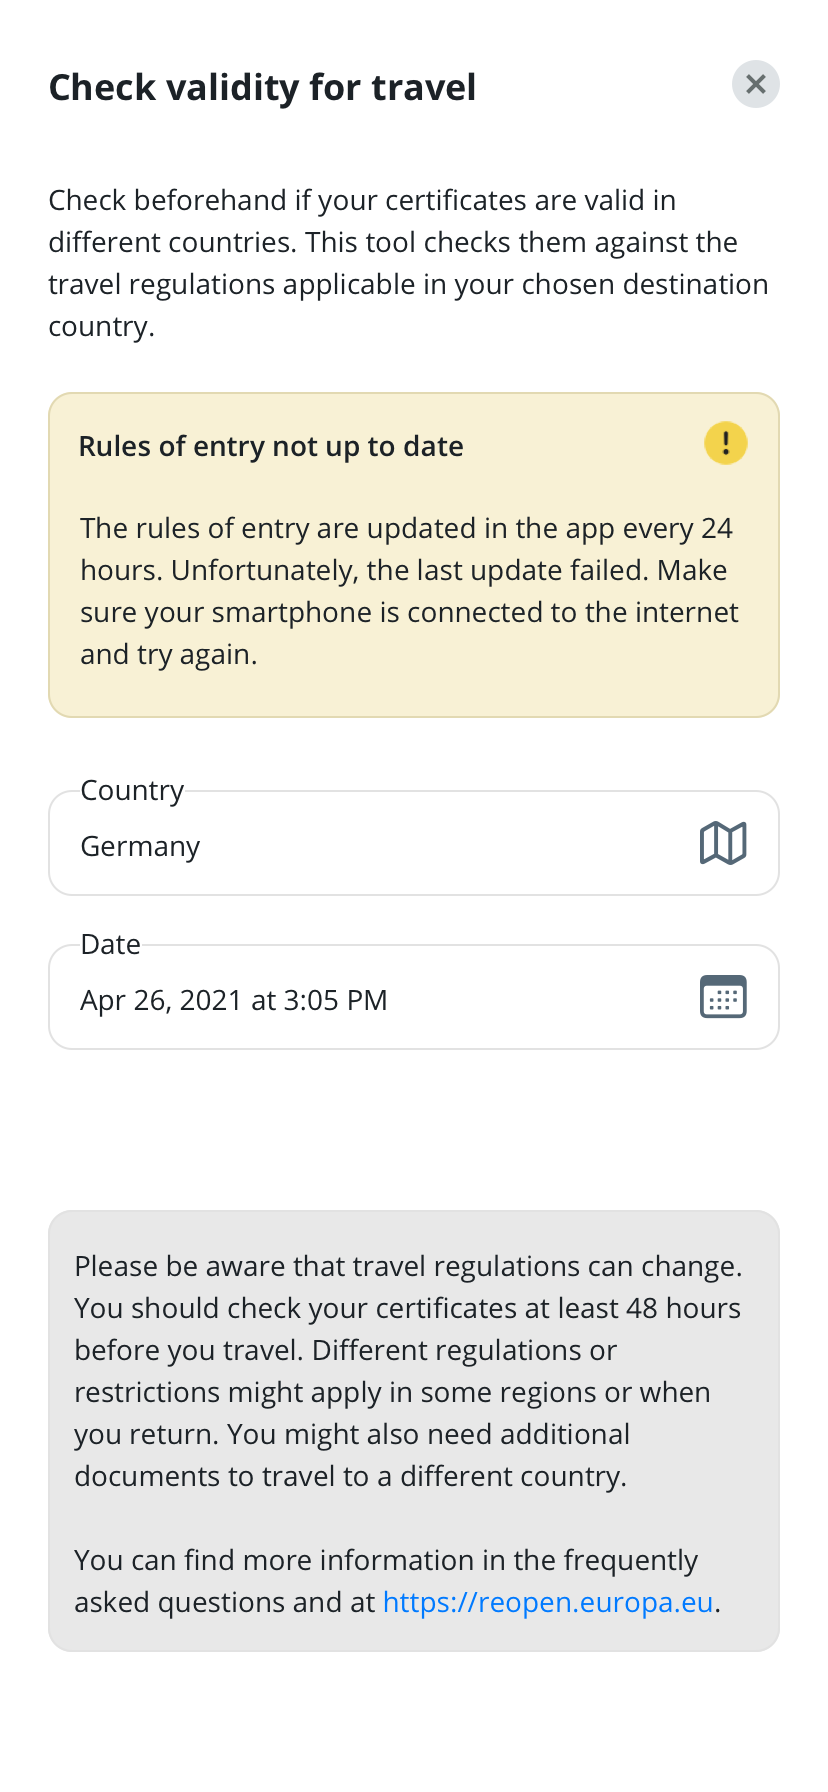 Check validity for travel
Check beforehand if your certificates are valid in
different countries. This tool checks them against the
travel regulations applicable in your chosen destination
country.
Rules of entry not up to date
The rules of entry are updated in the app every 24
hours. Unfortunately, the last update failed. Make
sure your smartphone is connected to the internet
and try again.
Country
Germany
Date
Apr 26, 2021 at 3:05 PM
Please be aware that travel regulations can change.
You should check your certificates at least 48 hours
before you travel. Different regulations or
restrictions might apply in some regions or when
you return. You might also need additional
documents to travel to a different country.
You can find more information in the frequently
asked questions and at https://reopen.europa.eu.